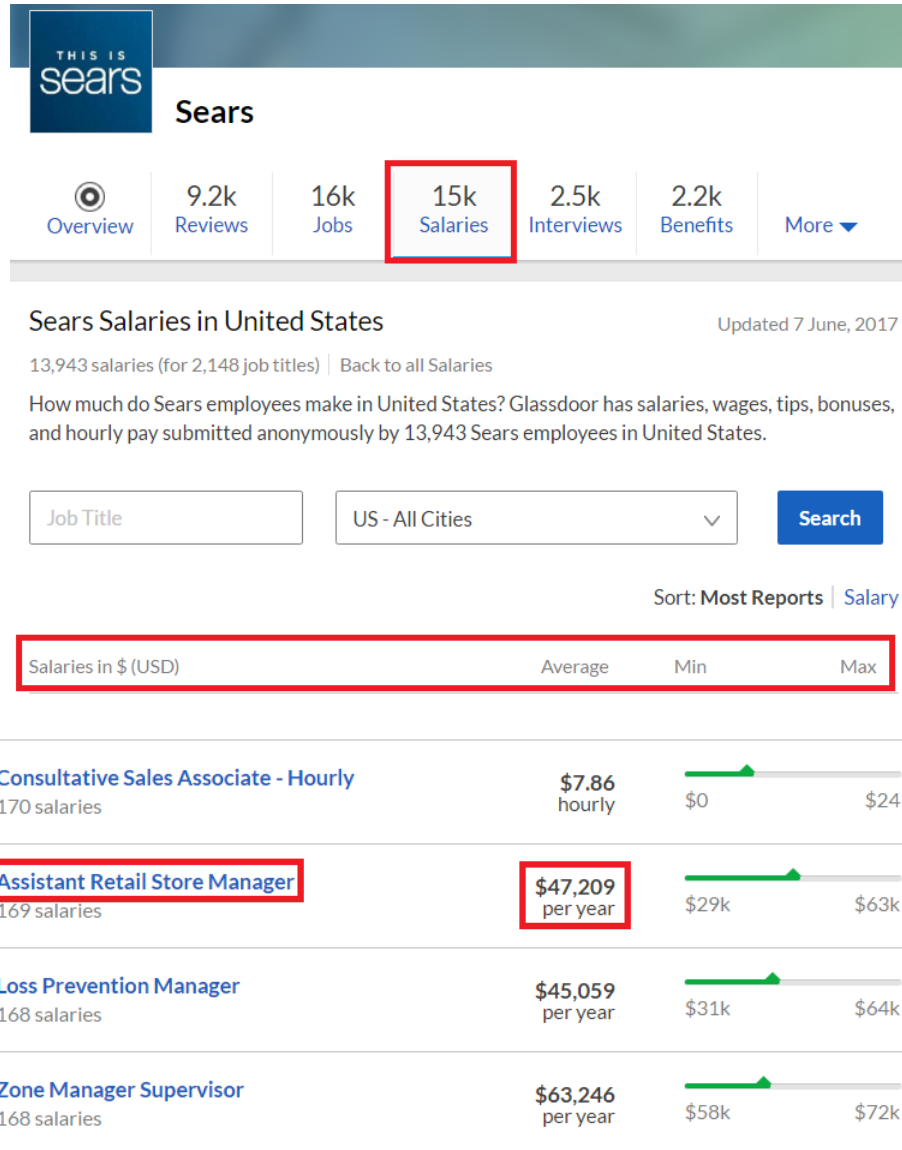 THIS IS
sears
Sears
9.2k 16k 15k 2.5k 2.2k
Overview Reviews Jobs Salaries Interviews Benefits More
Sears Salaries in United States Updated 7 June, 2017
13,943 salaries (for 2,148 job titles) Back to all Salaries
How much do Sears employees make in United States? Glassdoor has salaries, wages, tips, bonuses,
and hourly pay submitted anonymously by 13,943 Sears employees in United States.
Job Title US - All Cities Search
Sort: Most Reports Salary
Salaries in $ (USD) Average Min Max
Consultative Sales Associate - Hourly $7.86
170 salaries hourly $0 $24
Assistant Retail Store Manager $47,209
169 salaries per year $29k $63k
Loss Prevention Manager $45,059
168 salaries per year $31k $64k
Zone Manager Supervisor $63,246
168 salaries per year $58k $72k